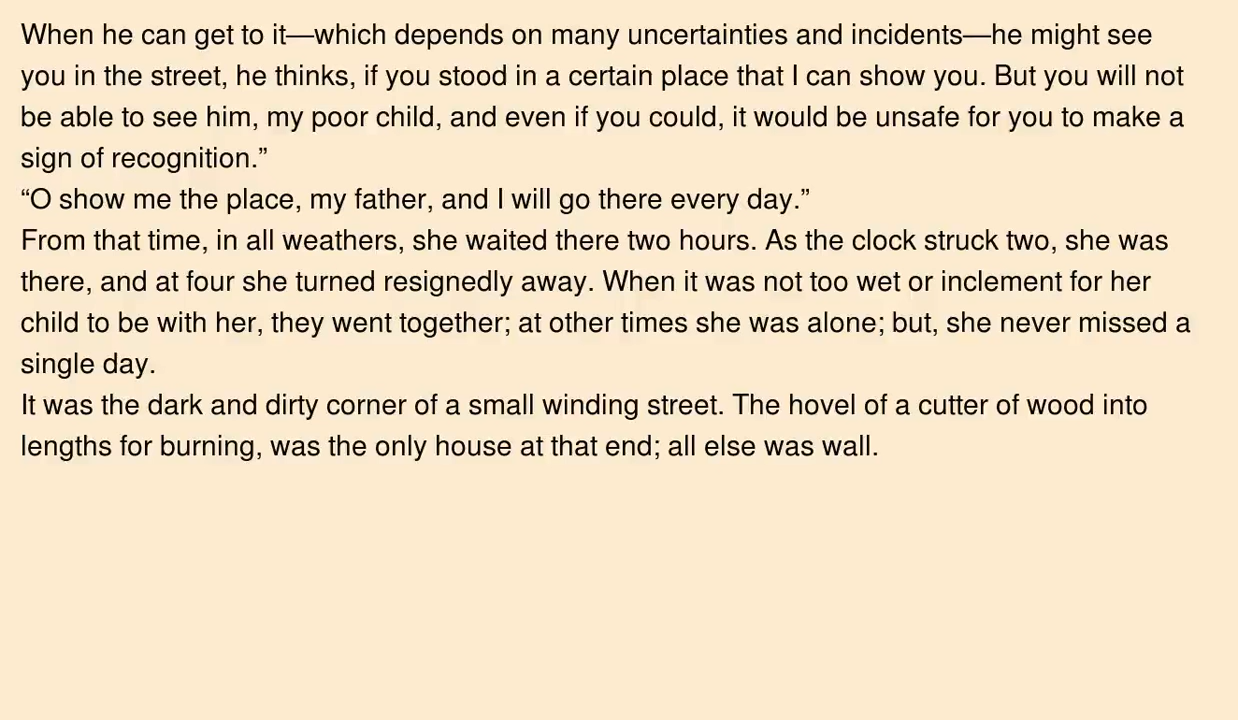 When he can get to it—which depends on many uncertainties and incidents—he might see
you in the street, he thinks, if you stood in a certain place that I can show you. But you will not
be able to see him, my poor child, and even if you could, it would be unsafe for you to make a
sign of recognition.”
“O show me the place, my father, and I will go there every day.”
From that time, in all weathers, she waited there two hours. As the clock struck two, she was
there, and at four she turned resignedly away. When it was not too wet or inclement for her
child to be with her, they went together; at other times she was alone; but, she never missed a
single day.
It was the dark and dirty corner of a small winding street. The hovel of a cutter of wood into
lengths for burning, was the only house at that end; all else was wall.